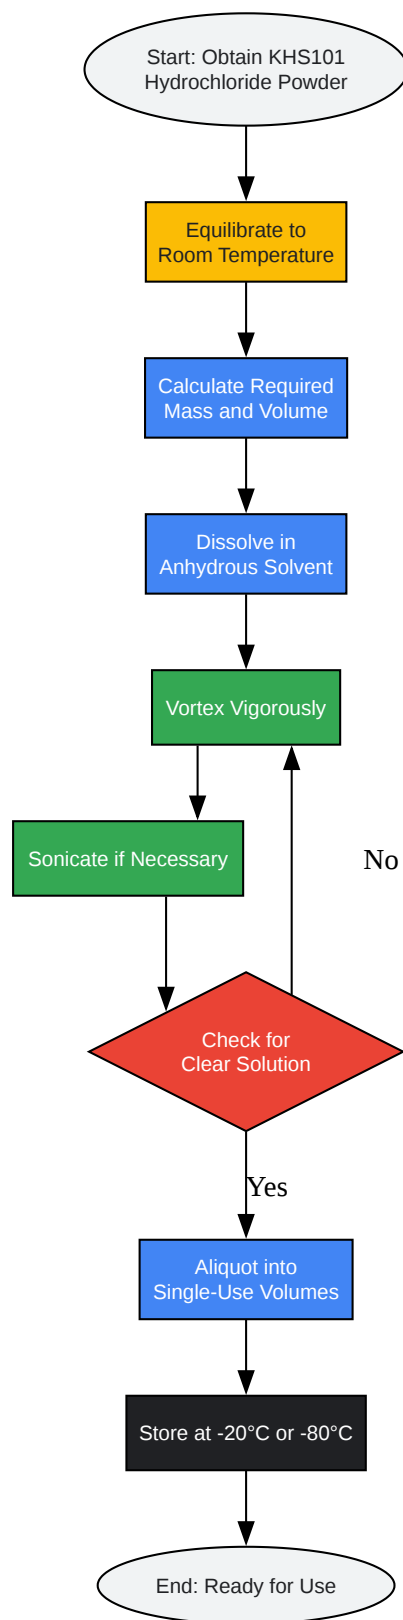 Start: Obtain KHS101
Hydrochloride Powder
Equilibrate to
Room Temperature
Calculate Required
Mass and Volume
Dissolve in
Anhydrous Solvent
Vortex Vigorously
Sonicate if Necessary
No
Check for
Clear Solution
Yes
Aliquot into
Single-Use Volumes
Store at -20°C or -80°C
End: Ready for Use